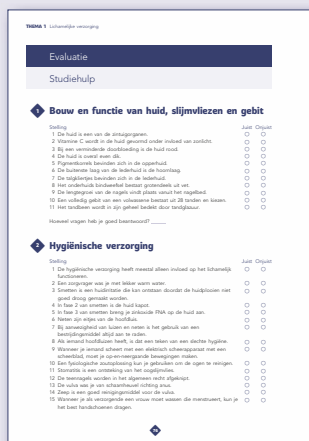 THEMA 1 Lichamelijke verzorging
Evaluatie
Studiehulp
1 Bouw en functie van huid, slijmvliezen en gebit
Stelling Juist Onjuist
1 De huid is een van de zintuigorganen.
2 Vitamine C wordt in de huid gevormd onder invloed van zonlicht.
3 Bij een verminderde doorbloeding is de huid rood.
4 De huid is overal even dik.
5 Pigmentkorrels bevinden zich in de opperhuid.
6 De buitenste laag van de lederhuid is de hoornlaag.
7 De talgkliertjes bevinden zich in de lederhuid.
8 Het onderhuids bindweefsel bestaat grotendeels uit vet.
9 De lengtegroei van de nagels vindt plaats vanuit het nagelbed.
10 Een volledig gebit van een volwassene bestaat uit 28 tanden en kiezen.
11 Het tandbeen wordt in zijn geheel bedekt door tandglazuur.
Hoeveel vragen heb je goed beantwoord? _____
2 Hygiënische verzorging
Stelling Juist Onjuist
1 De hygiënische verzorging heeft meestal alleen invloed op het lichamelijk
functioneren.
2 Een zorgvrager was je met lekker warm water.
3 Smetten is een huidirritatie die kan ontstaan doordat de huidplooien niet
goed droog gemaakt worden.
4 In fase 2 van smetten is de huid kapot.
5 In fase 3 van smetten breng je zinkoxide FNA op de huid aan.
6 Neten zijn eitjes van de hoofdluis.
7 Bij aanwezigheid van luizen en neten is het gebruik van een
bestrijdingsmiddel altijd aan te raden.
8 Als iemand hoofdluizen heeft, is dat een teken van slechte hygiëne.
9 Wanneer je iemand scheert met een elektrisch scheerapparaat met een
scheerblad, moet je op-en-neergaande bewegingen maken.
10 Een fysiologische zoutoplossing kun je gebruiken om de ogen te reinigen.
11 Stomatitis is een ontsteking van het oogslijmvlies.
12 De teennagels worden in het algemeen recht afgeknipt.
13 De vulva was je van schaamheuvel richting anus.
14 Zeep is een goed reinigingsmiddel voor de vulva.
15 Wanneer je als verzorgende een vrouw moet wassen die menstrueert, kun je
het best handschoenen dragen.